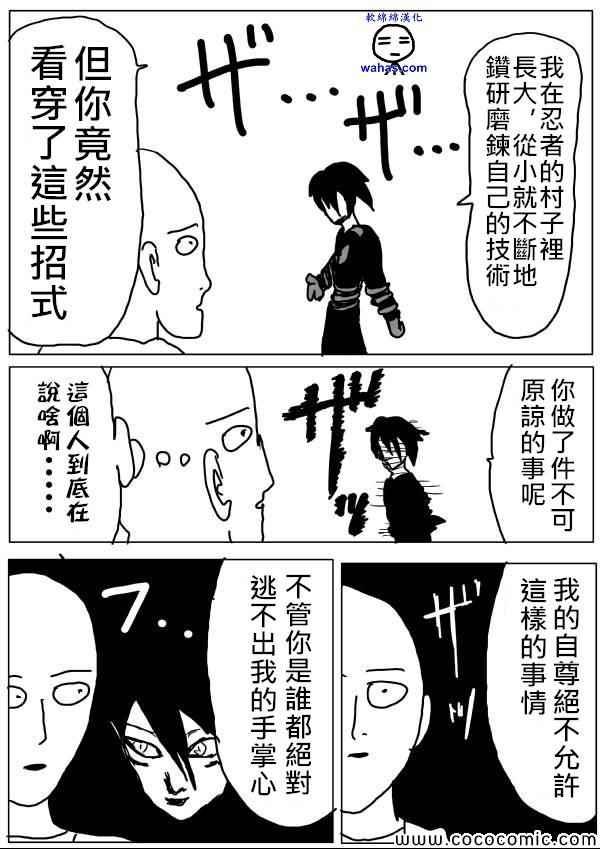 軟綿綿漢化
wahas.com
我在忍者的村子裡
長大，從小就不斷地
鑽研磨鍊自己的技術
ザ...
ザ...
但你竟然
看穿了這些招式
你做了件不可
原諒的事呢
ザザッ
這個人到底在
說啥啊·····
我的自尊絕不允許
這樣的事情
ザッ
不管你是誰都絕對
逃不出我的手掌心
フ..
www.cococomic.com